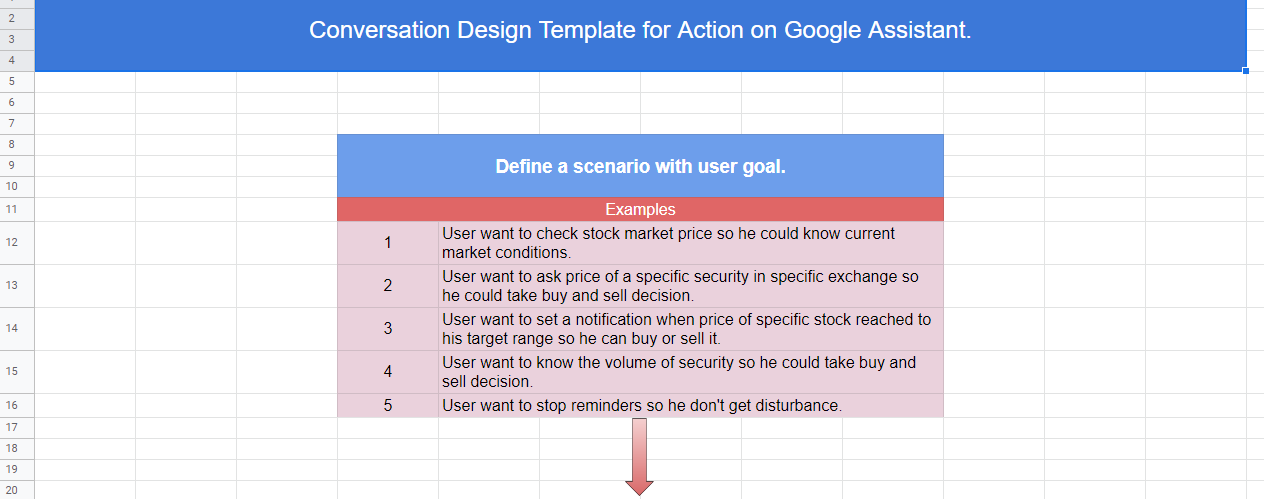 2
Conversation Design Template for Action on Google Assistant.
3
4
5
6
7
8
9
Define a scenario with user goal.
10
11
Examples
12
1
User want to check stock market price so he could know current
market conditions.
13
2
User want to ask price of a specific security in specific exchange so
he could take buy and sell decision.
14
3
User want to set a notification when price of specific stock reached to
his target range so he can buy or sell it.
15
4
User want to know the volume of security so he could take buy and
sell decision.
16
5
User want to stop reminders so he don't get disturbance.
17
18
19
20